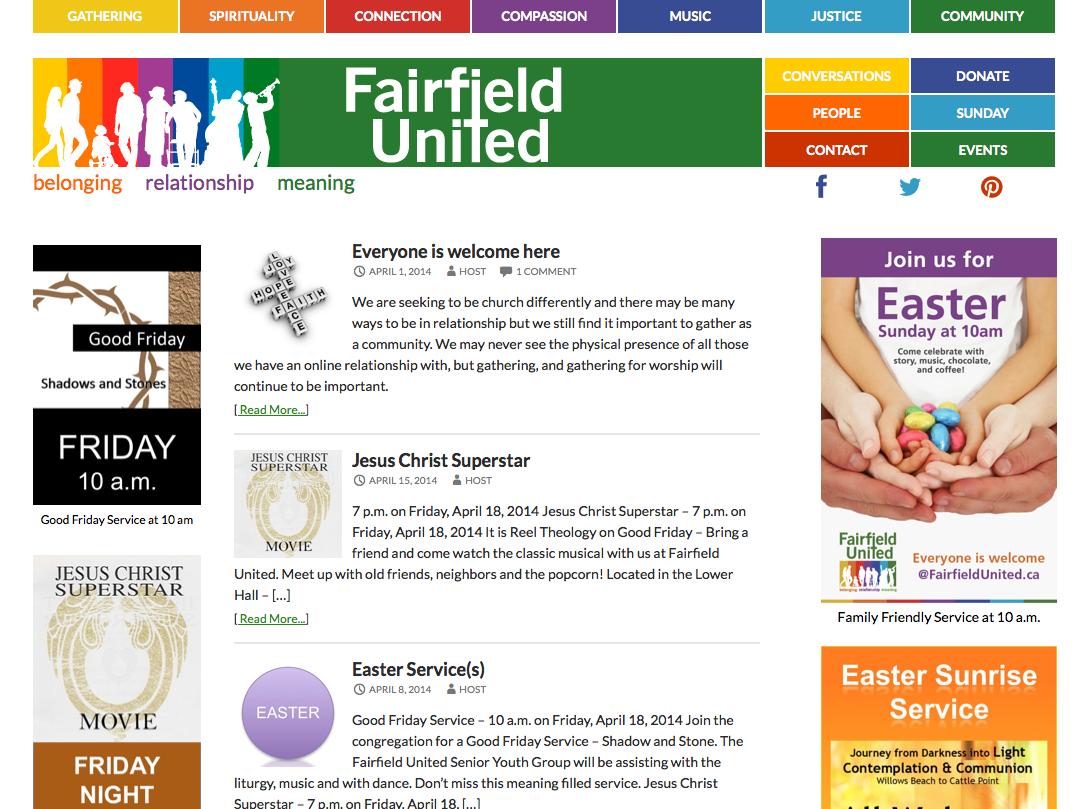 GATHERING SPIRITUALITY CONNECTION COMPASSION MUSIC JUSTICE COMMUNITY
Fairfield
United
belonging relationship meaning
CONVERSATIONS DONATE
PEOPLE SUNDAY
CONTACT EVENTS
Good Friday
Shadows and Stones
FRIDAY
10 a.m.
Good Friday Service at 10 am
JESUS CHRIST
SUPERSTAR
MOVIE
FRIDAY
NIGHT
LOVE
JOY
HOPE
FAITH
PEACE
Everyone is welcome here
APRIL 1, 2014 HOST 1 COMMENT
We are seeking to be church differently and there may be many
ways to be in relationship but we still find it important to gather as
a community. We may never see the physical presence of all those
we have an online relationship with, but gathering, and gathering for worship will
continue to be important.
[ Read More...]
JESUS CHRIST
SUPERSTAR
MOVIE
Jesus Christ Superstar
APRIL 15, 2014 HOST
7 p.m. on Friday, April 18, 2014 Jesus Christ Superstar – 7 p.m. on
Friday, April 18, 2014 It is Reel Theology on Good Friday – Bring a
friend and come watch the classic musical with us at Fairfield
United. Meet up with old friends, neighbors and the popcorn! Located in the Lower
Hall – [...]
[ Read More...]
EASTER
Easter Service(s)
APRIL 8, 2014 HOST
Good Friday Service – 10 a.m. on Friday, April 18, 2014 Join the
congregation for a Good Friday Service – Shadow and Stone. The
Fairfield United Senior Youth Group will be assisting with the
liturgy, music and with dance. Don't miss this meaning filled service. Jesus Christ
Superstar – 7 p.m. on Friday, April 18, [...]
Join us for
Easter
Sunday at 10am
Come celebrate with
story, music, chocolate,
and coffee!
Fairfield
United
belonging relationship meaning
Everyone is welcome
@FairfieldUnited.ca
Family Friendly Service at 10 a.m.
Easter Sunrise
Service
Journey from Darkness into Light
Contemplation & Communion
Willows Beach to Cattle Point